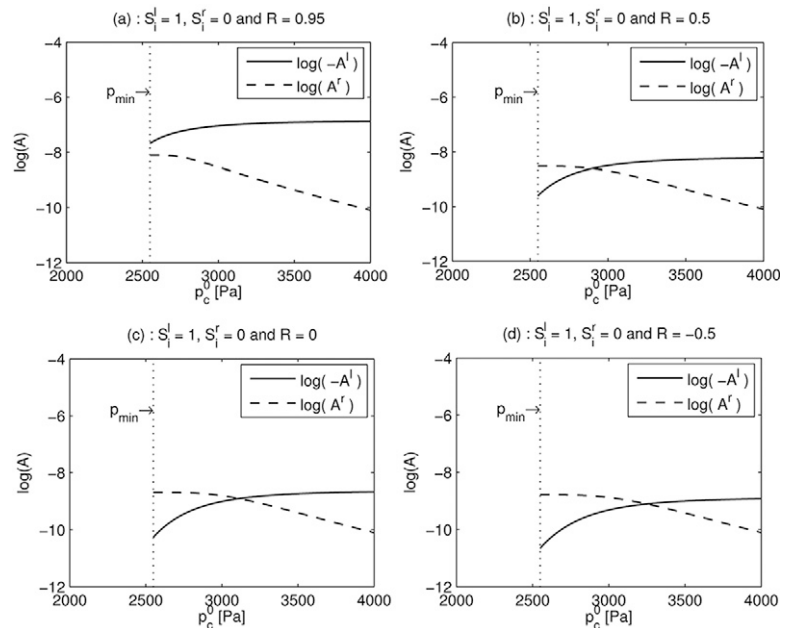 (a) : S_i^l = 1, S_i^r = 0 and R = 0.95
−4
−6
−8
−10
−12
log(A)
p_min→
log( −A^l )
log( A^r )
2000 2500 3000 3500 4000
p_c^0 [Pa]
(b) : S_i^l = 1, S_i^r = 0 and R = 0.5
−4
−6
−8
−10
−12
log(A)
p_min→
log( −A^l )
log( A^r )
2000 2500 3000 3500 4000
p_c^0 [Pa]
(c) : S_i^l = 1, S_i^r = 0 and R = 0
−4
−6
−8
−10
−12
log(A)
p_min→
log( −A^l )
log( A^r )
2000 2500 3000 3500 4000
p_c^0 [Pa]
(d) : S_i^l = 1, S_i^r = 0 and R = −0.5
−4
−6
−8
−10
−12
log(A)
p_min→
log( −A^l )
log( A^r )
2000 2500 3000 3500 4000
p_c^0 [Pa]